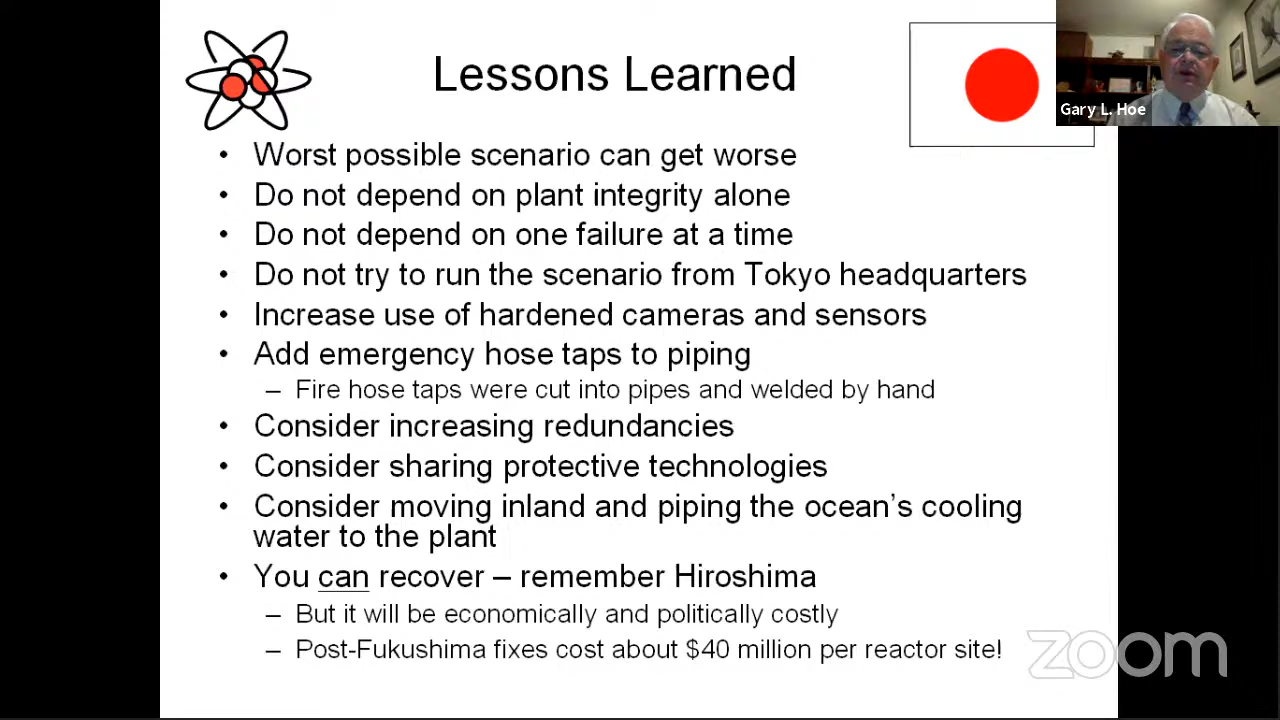 Lessons Learned
Gary L. Hoe
• Worst possible scenario can get worse
• Do not depend on plant integrity alone
• Do not depend on one failure at a time
• Do not try to run the scenario from Tokyo headquarters
• Increase use of hardened cameras and sensors
• Add emergency hose taps to piping
– Fire hose taps were cut into pipes and welded by hand
• Consider increasing redundancies
• Consider sharing protective technologies
• Consider moving inland and piping the ocean's cooling
water to the plant
• You can recover – remember Hiroshima
– But it will be economically and politically costly
– Post-Fukushima fixes cost about $40 million per reactor site!
zoom